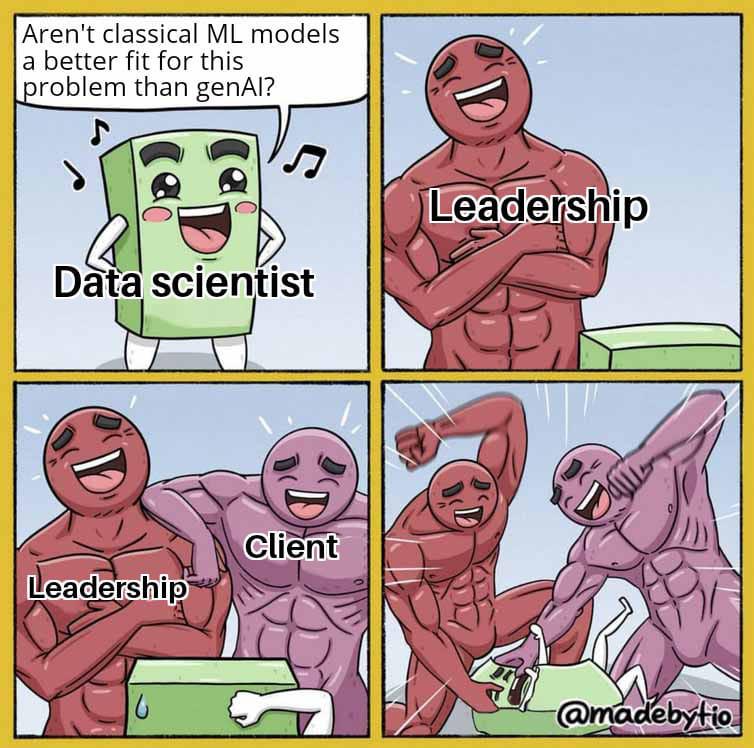 Aren't classical ML models
a better fit for this
problem than genAI?
Data scientist
Leadership
Leadership
Client
@madebytio